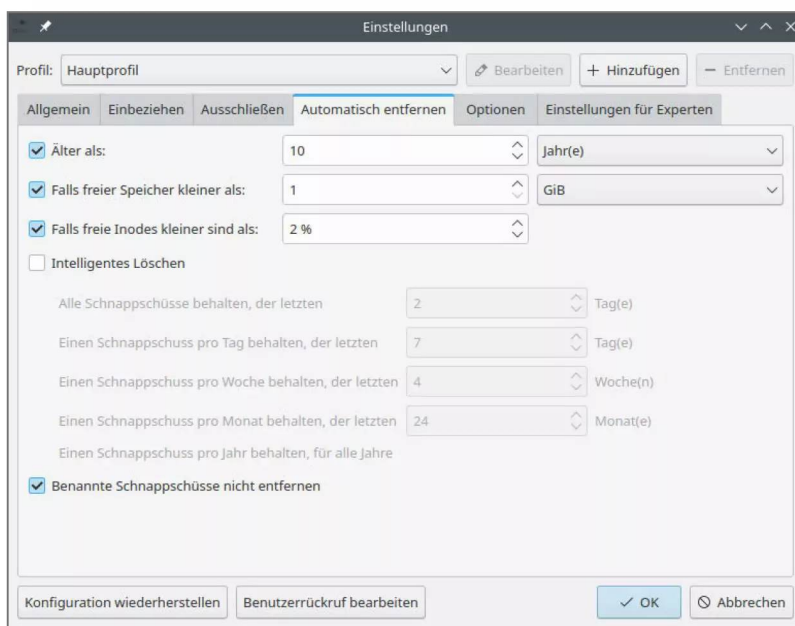 Einstellungen
Profil: Hauptprofil Bearbeiten + Hinzufügen − Entfernen
Allgemein Einbeziehen Ausschließen Automatisch entfernen Optionen Einstellungen für Experten
Älter als: 10 Jahr(e)
Falls freier Speicher kleiner als: 1 GiB
Falls freie Inodes kleiner sind als: 2 %
Intelligentes Löschen
Alle Schnappschüsse behalten, der letzten 2 Tag(e)
Einen Schnappschuss pro Tag behalten, der letzten 7 Tag(e)
Einen Schnappschuss pro Woche behalten, der letzten 4 Woche(n)
Einen Schnappschuss pro Monat behalten, der letzten 24 Monat(e)
Einen Schnappschuss pro Jahr behalten, für alle Jahre
Benannte Schnappschüsse nicht entfernen
Konfiguration wiederherstellen Benutzerrückruf bearbeiten OK Abbrechen